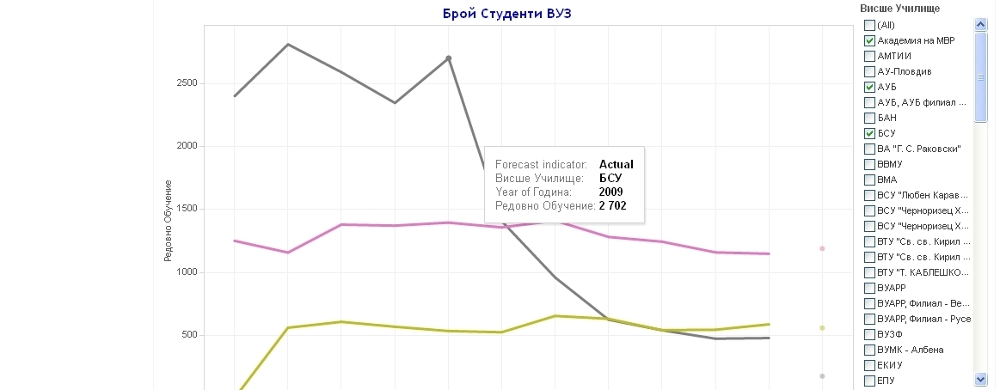 Брой Студенти ВУЗ
2500
2000
1500
1000
500
Редовно Обучение
Forecast indicator: Actual
Висше Училище: БСУ
Year of Година: 2009
Редовно Обучение: 2 702
Висше Училище
(All)
Академия на МВР
АМТИИ
АУ-Пловдив
АУБ
АУБ, АУБ филиал ...
БАН
БСУ
ВА "Г. С. Раковски"
ВВМУ
ВМА
ВСУ "Любен Карав...
ВСУ "Черноризец Х...
ВСУ "Черноризец Х...
ВТУ "Св. св. Кирил ...
ВТУ "Св. св. Кирил ...
ВТУ "Т. КАБЛЕШКО...
ВУАРР
ВУАРР, Филиал - Ве...
ВУАРР, Филиал - Русе
ВУЗФ
ВУМК - Албена
ЕКИУ
ЕПУ